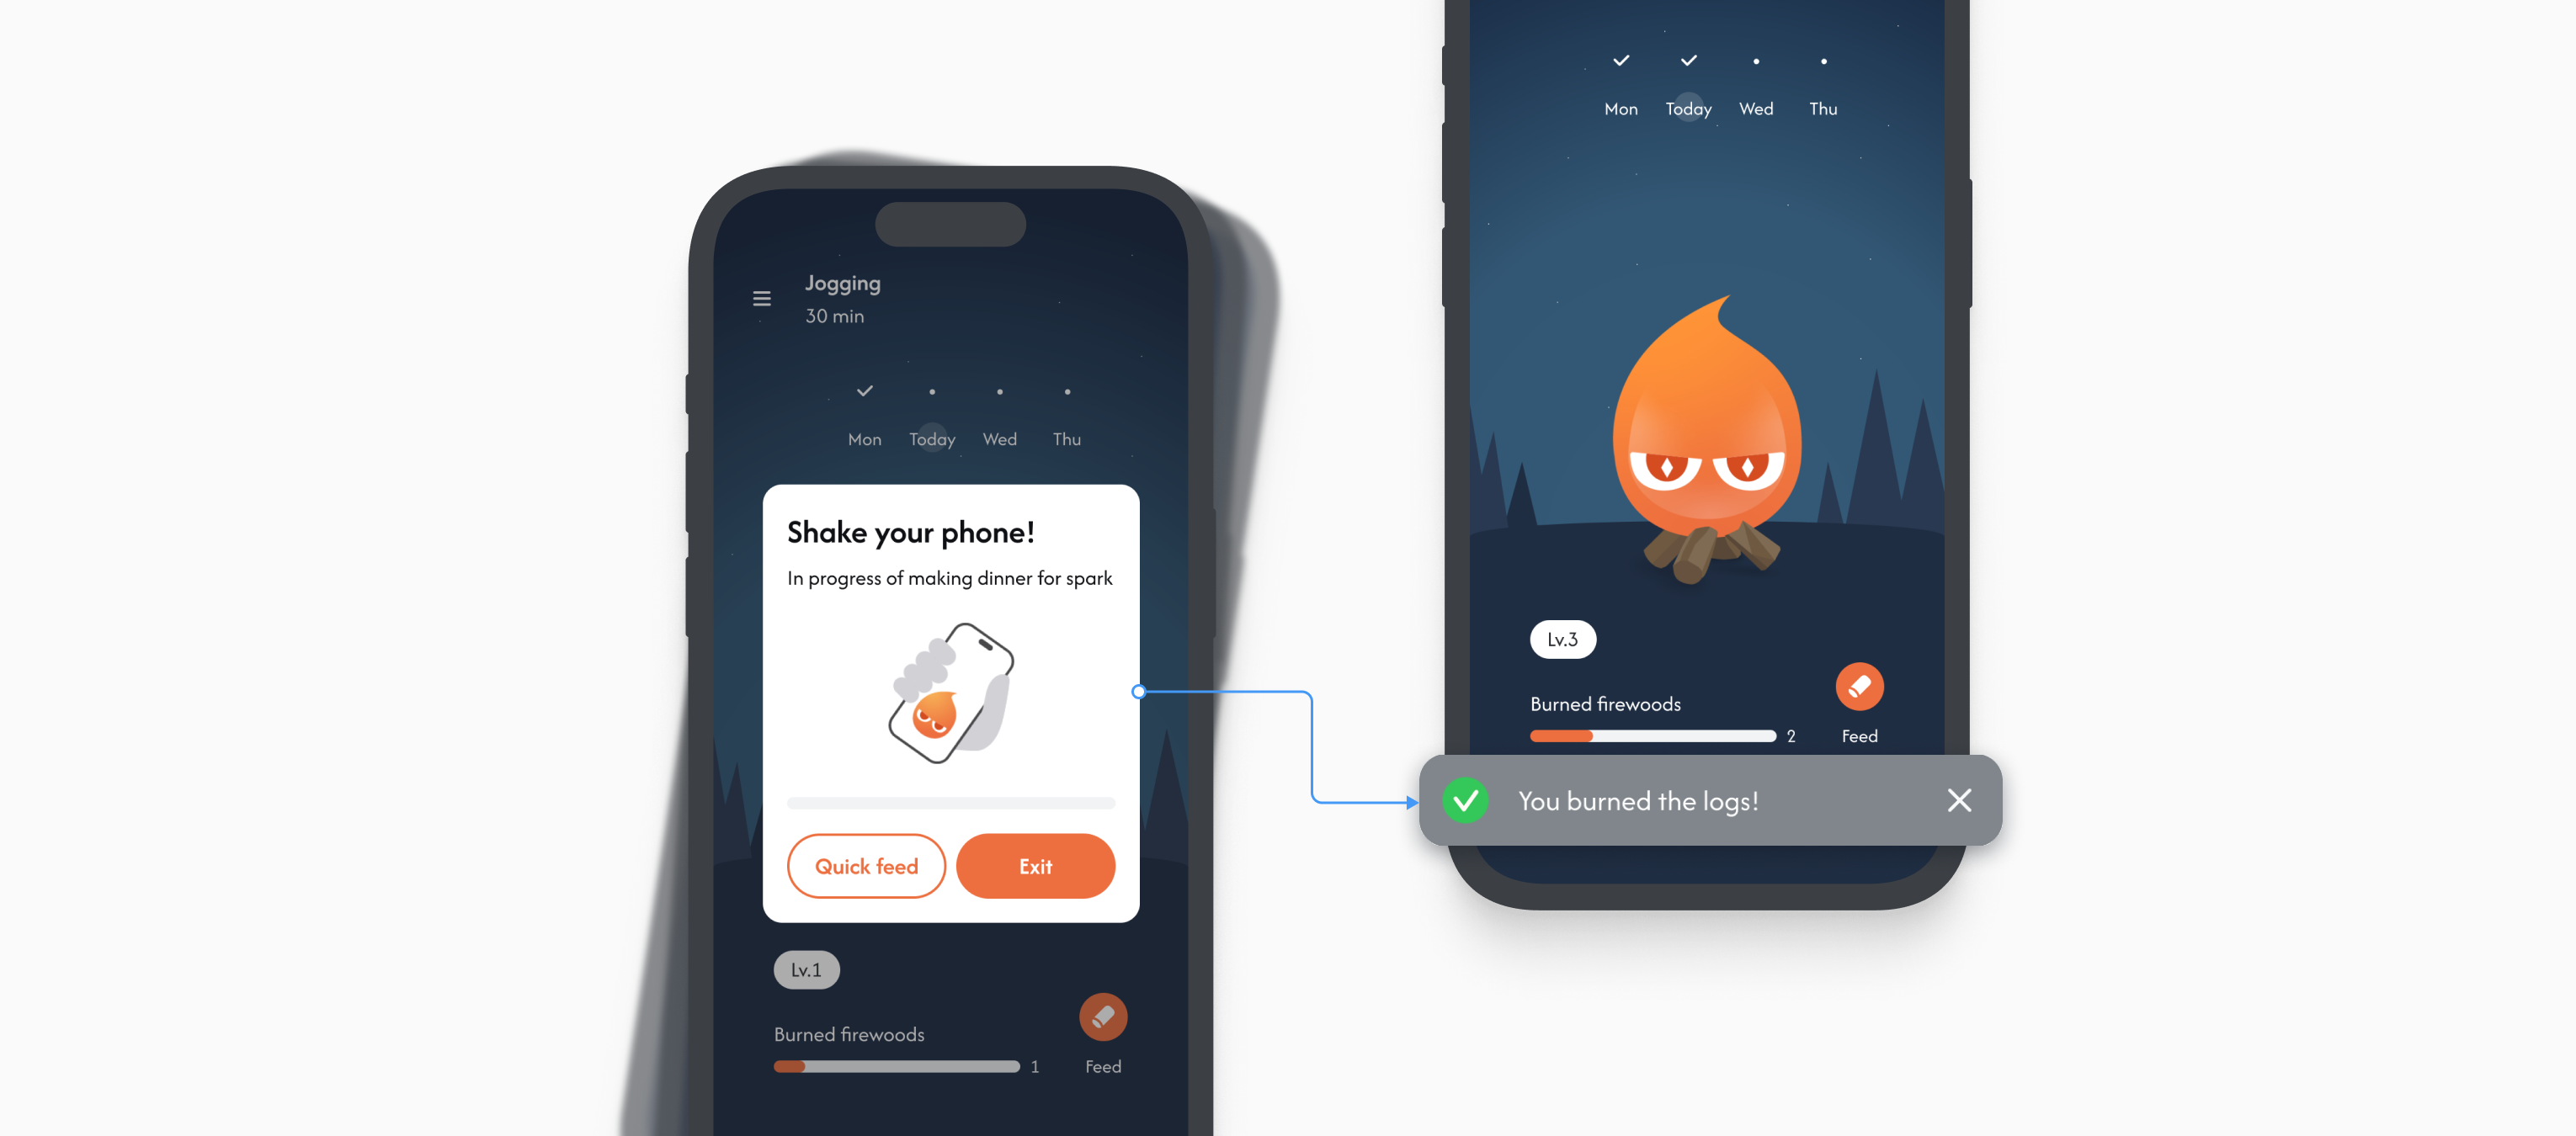 Jogging
30 min
Mon Today Wed Thu
Shake your phone!
In progress of making dinner for spark
Quick feed
Exit
Lv.1
Burned firewoods
1
Feed
Mon Today Wed Thu
Lv.3
Burned firewoods
2
Feed
You burned the logs!